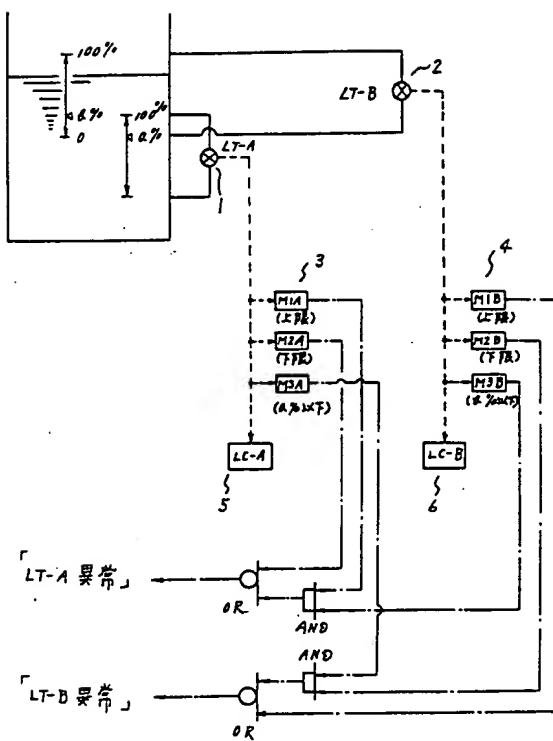 100%
2
LT-B
100%
0
LT-A
1
3
4
M1A
(上限)
M2A
(下限)
M3A
M1B
(上限)
M2B
(下限)
M3B
LC-A
5
LC-B
6
「LT-A 異常」
OR
AND
AND
「LT-B 異常」
OR